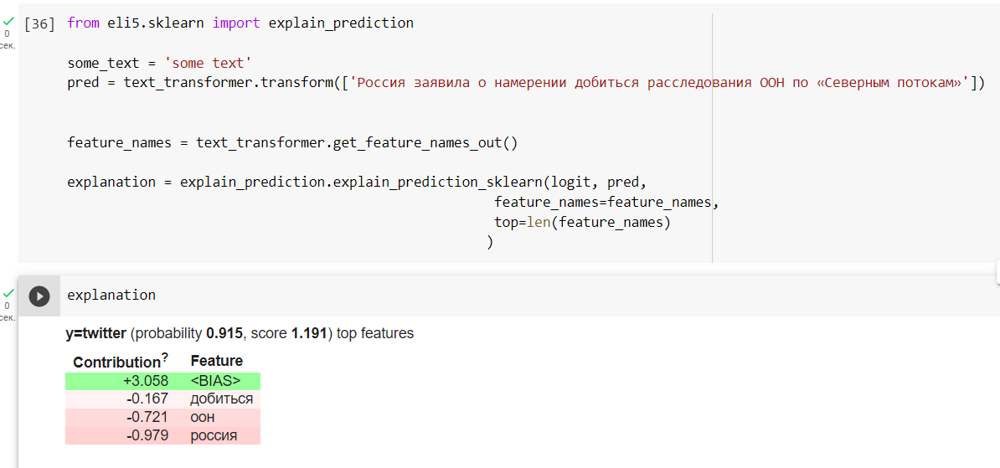 [36] from eli5.sklearn import explain_prediction
0
сек.
some_text = 'some text'
pred = text_transformer.transform(['Россия заявила о намерении добиться расследования ООН по «Северным потокам»'])
feature_names = text_transformer.get_feature_names_out()
explanation = explain_prediction.explain_prediction_sklearn(logit, pred,
feature_names=feature_names,
top=len(feature_names)
)
explanation
0
сек.
y=twitter (probability 0.915, score 1.191) top features
Contribution? Feature
+3.058 <BIAS>
-0.167 добиться
-0.721 оон
-0.979 россия